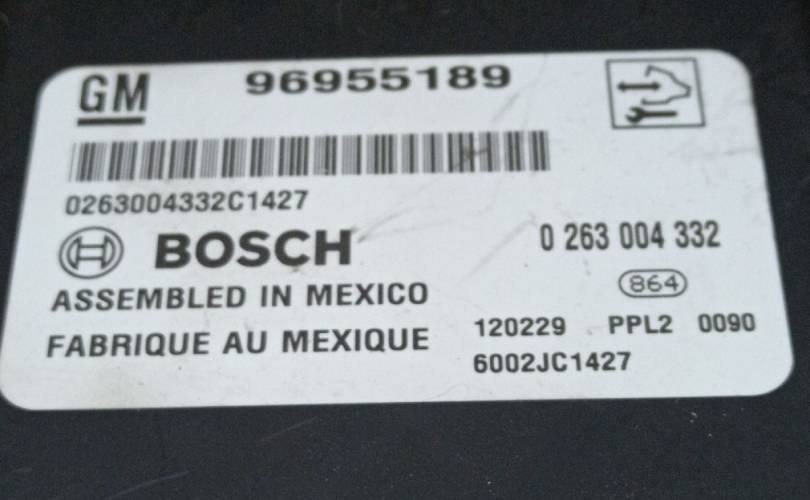 GM 96955189
0263004332C1427
BOSCH 0 263 004 332
864
ASSEMBLED IN MEXICO
FABRIQUE AU MEXIQUE 120229 PPL2 0090
6002JC1427